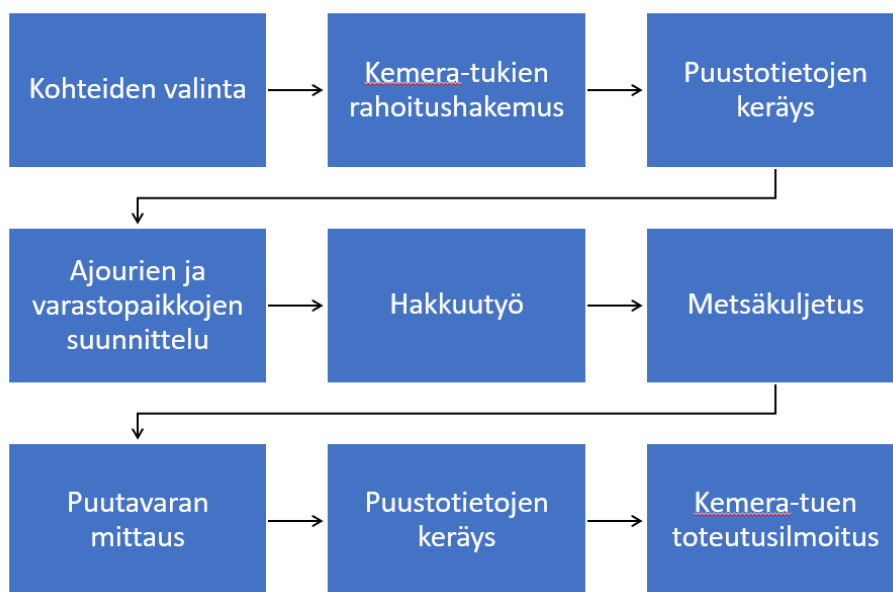 Kohteiden valinta
Kemera-tukien
rahoitushakemus
Puustotietojen
keräys
Ajourien ja
varastopaikkojen
suunnittelu
Hakkuutyö
Metsäkuljetus
Puutavaran
mittaus
Puustotietojen
keräys
Kemera-tuen
toteutusilmoitus